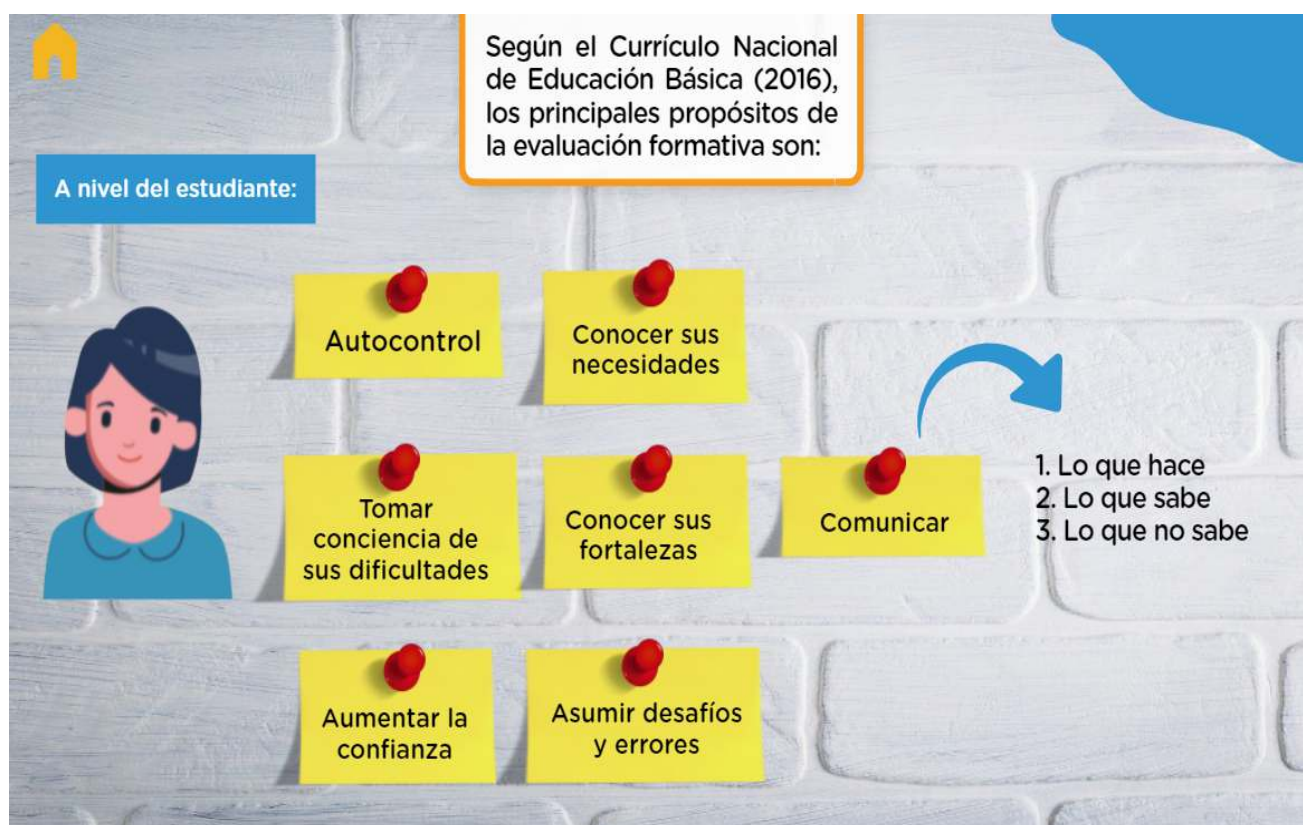 Según el Currículo Nacional
de Educación Básica (2016),
los principales propósitos de
la evaluación formativa son:
A nivel del estudiante:
Autocontrol
Conocer sus
necesidades
Tomar
conciencia de
sus dificultades
Conocer sus
fortalezas
Comunicar
1. Lo que hace
2. Lo que sabe
3. Lo que no sabe
Aumentar la
confianza
Asumir desafíos
y errores